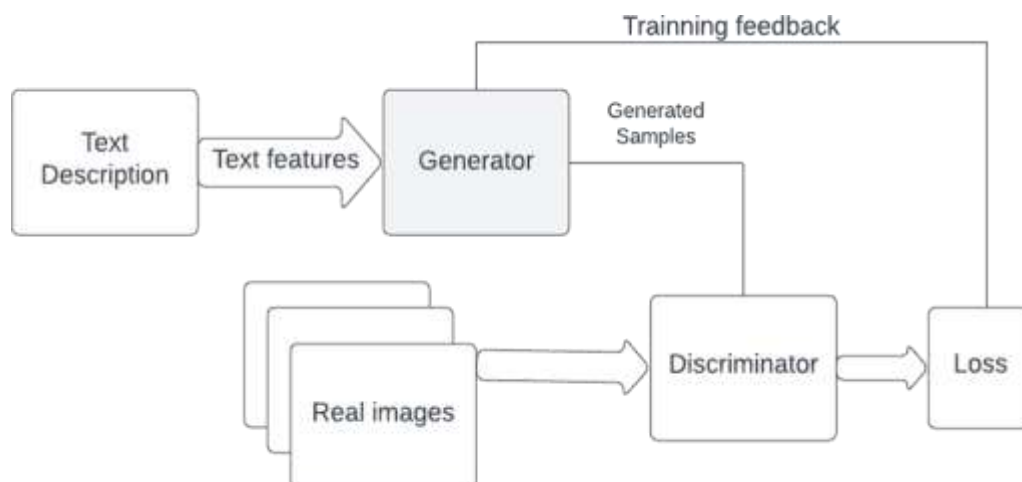 Trainning feedback
Text
Description
Text features
Generator
Generated
Samples
Real images
Discriminator
Loss